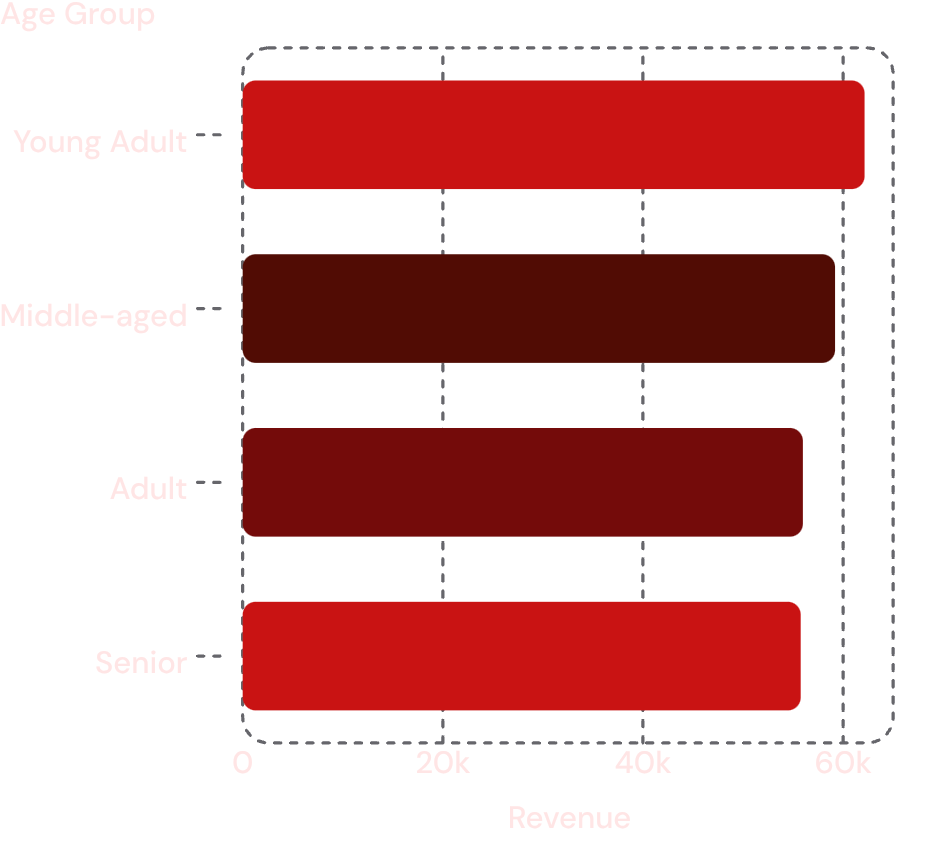 Age Group
Young Adult
Middle-aged
Adult
Senior
0 20k 40k 60k
Revenue